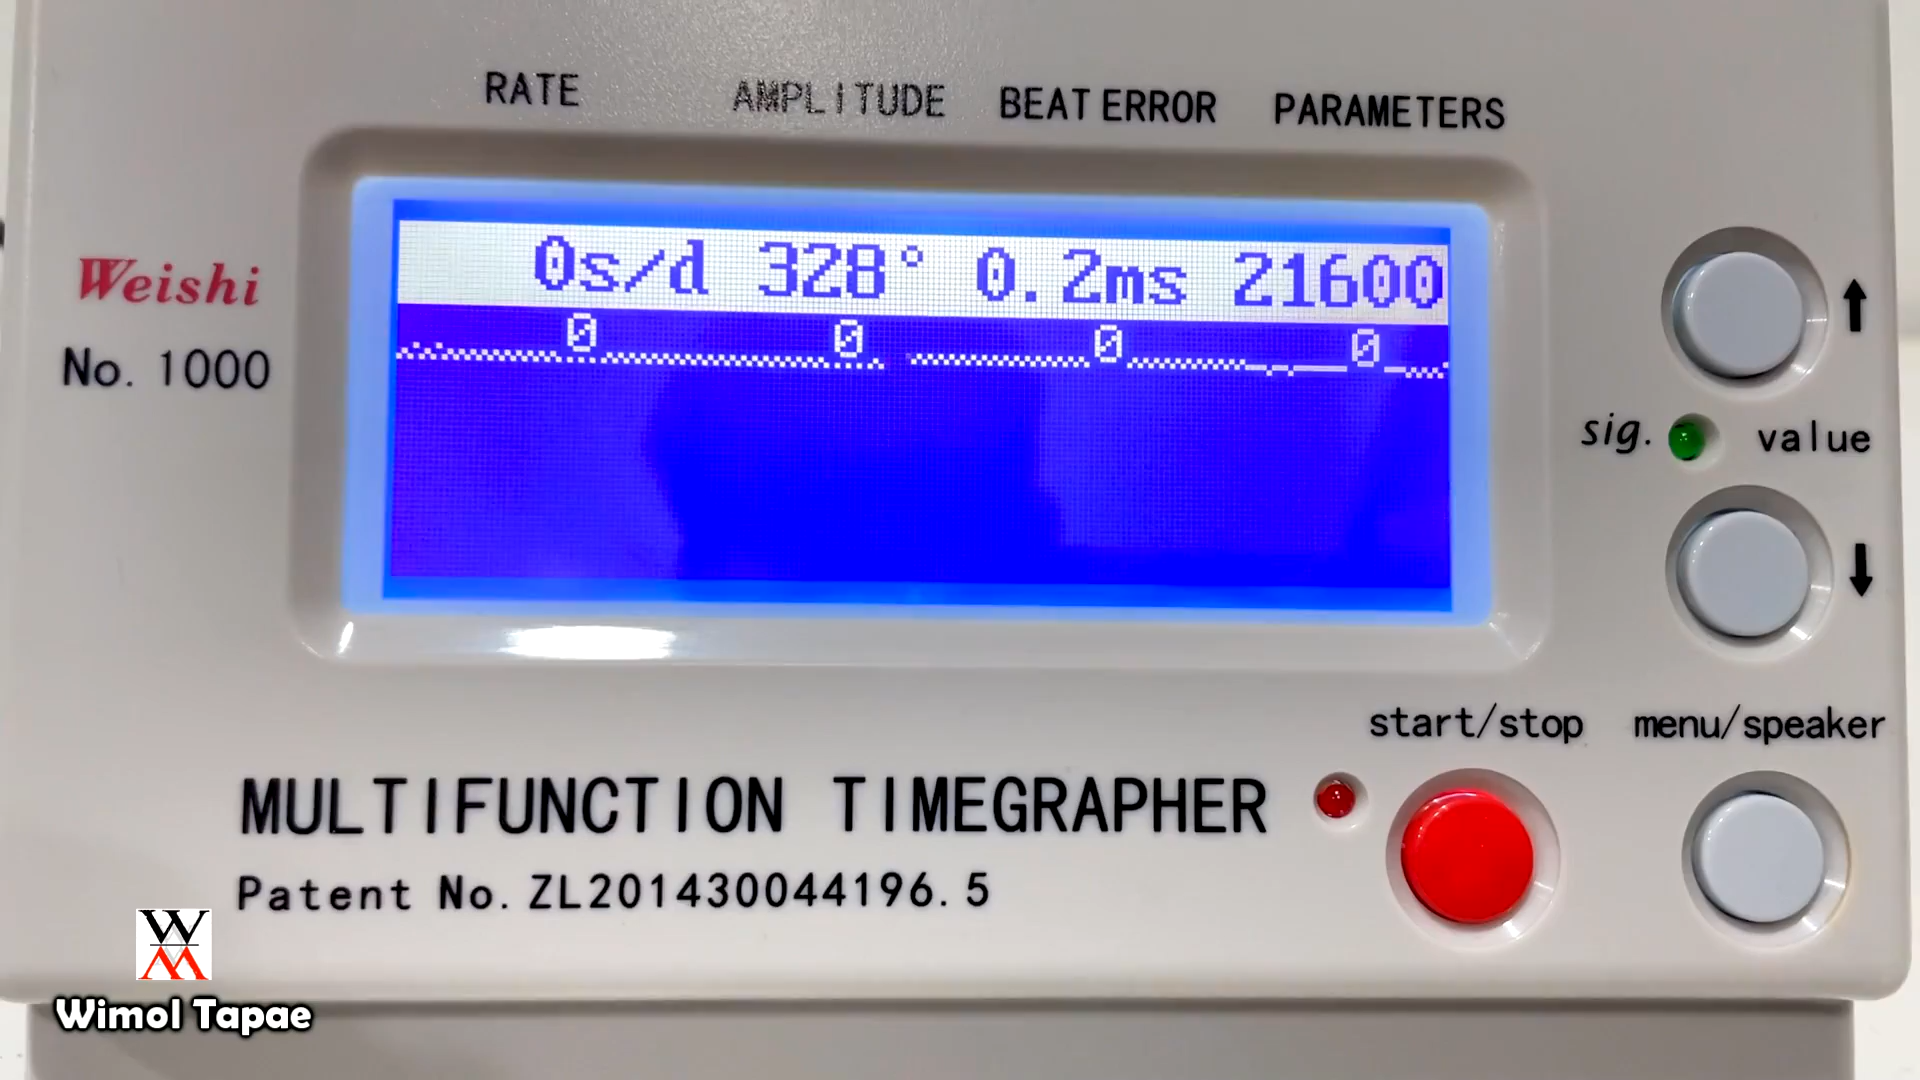 RATE AMPLITUDE BEAT ERROR PARAMETERS
0s/d 328° 0.2ms 21600
0 0 0 0
Weishi
No. 1000
sig. value
start/stop menu/speaker
MULTIFUNCTION TIMEGRAPHER
Patent No. ZL201430044196.5
WM
Wimol Tapae